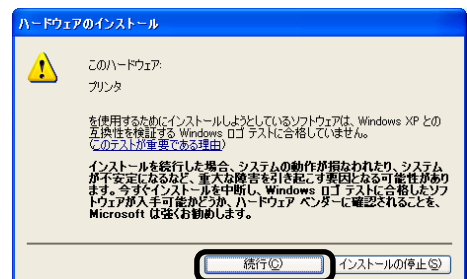 ハードウェアのインストール
このハードウェア:
プリンタ
を使用するためにインストールしようとしているソフトウェアは、Windows XP との
互換性を検証する Windows ロゴ テストに合格していません。
(このテストが重要である理由)
インストールを続行した場合、システムの動作が損なわれたり、システム
が不安定になるなど、重大な障害を引き起こす要因となる可能性があり
ます。今すぐインストールを中断し、Windows ロゴ テストに合格したソフ
トウェアが入手可能かどうか、ハードウェア ベンダーに確認されることを、
Microsoft は強くお勧めします。
続行(C)
インストールの停止(S)